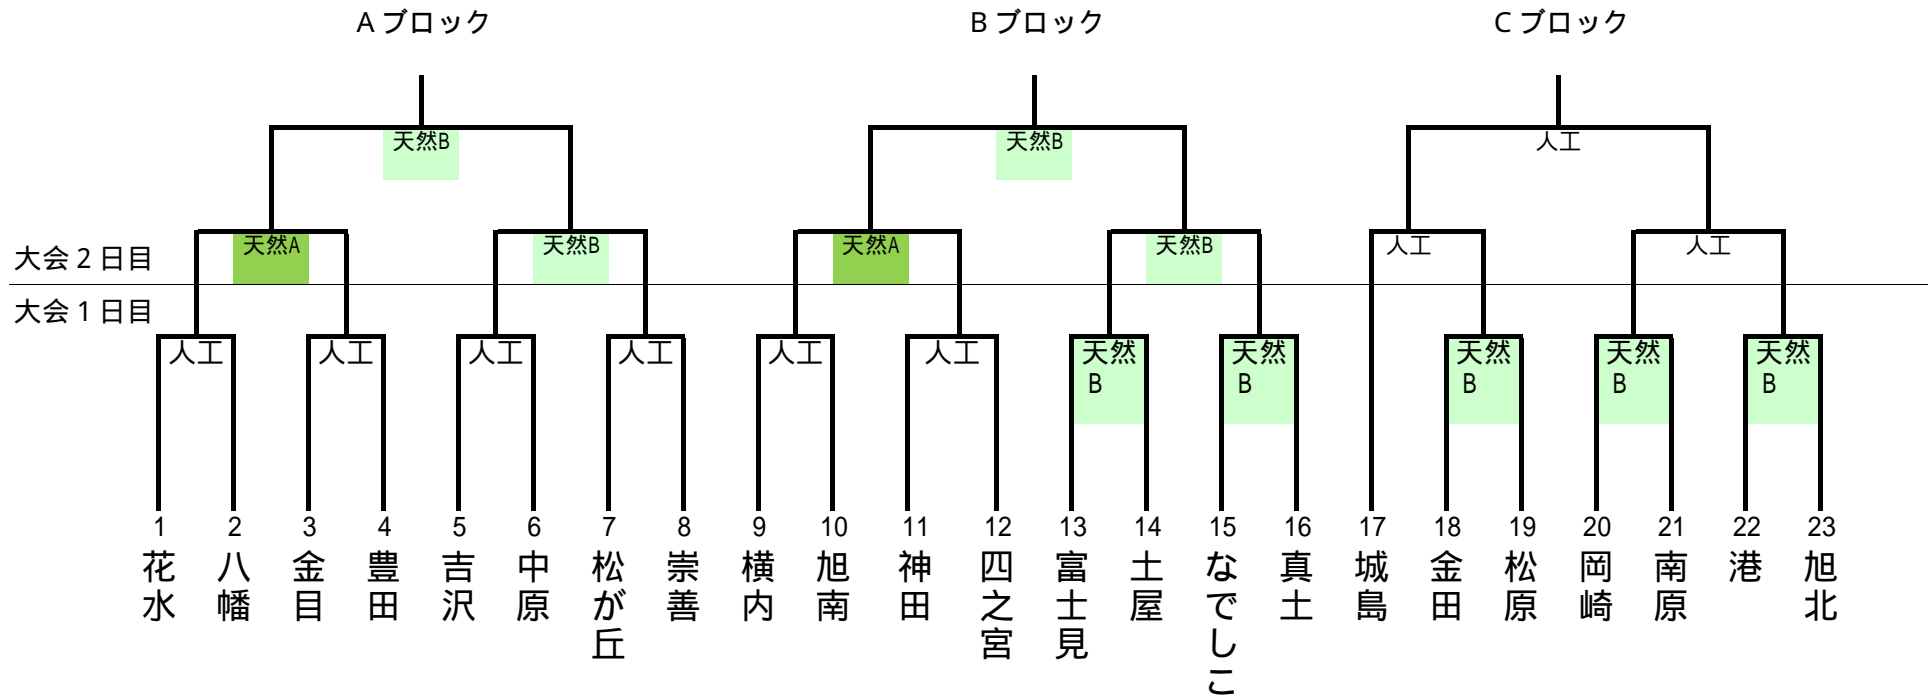 A ブロック
B ブロック
C ブロック
天然B
天然B
人工
大会 2 日目
天然A
天然B
天然A
天然B
人工
人工
大会 1 日目
人工
人工
人工
人工
人工
人工
天然
B
天然
B
天然
B
天然
B
天然
B
1 2 3 4 5 6 7 8 9 10 11 12 13 14 15 16 17 18 19 20 21 22 23
花水
八幡
金目
豊田
吉沢
中原
松が丘
崇善
横内
旭南
神田
四之宮
富士見
土屋
なでしこ
真土
城島
金田
松原
岡崎
南原
港
旭北